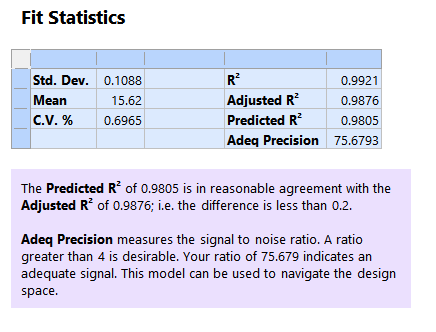 Fit Statistics
Std. Dev. 0.1088 R² 0.9921
Mean 15.62 Adjusted R² 0.9876
C.V. % 0.6965 Predicted R² 0.9805
Adeq Precision 75.6793
The Predicted R² of 0.9805 is in reasonable agreement with the
Adjusted R² of 0.9876; i.e. the difference is less than 0.2.
Adeq Precision measures the signal to noise ratio. A ratio
greater than 4 is desirable. Your ratio of 75.679 indicates an
adequate signal. This model can be used to navigate the design
space.